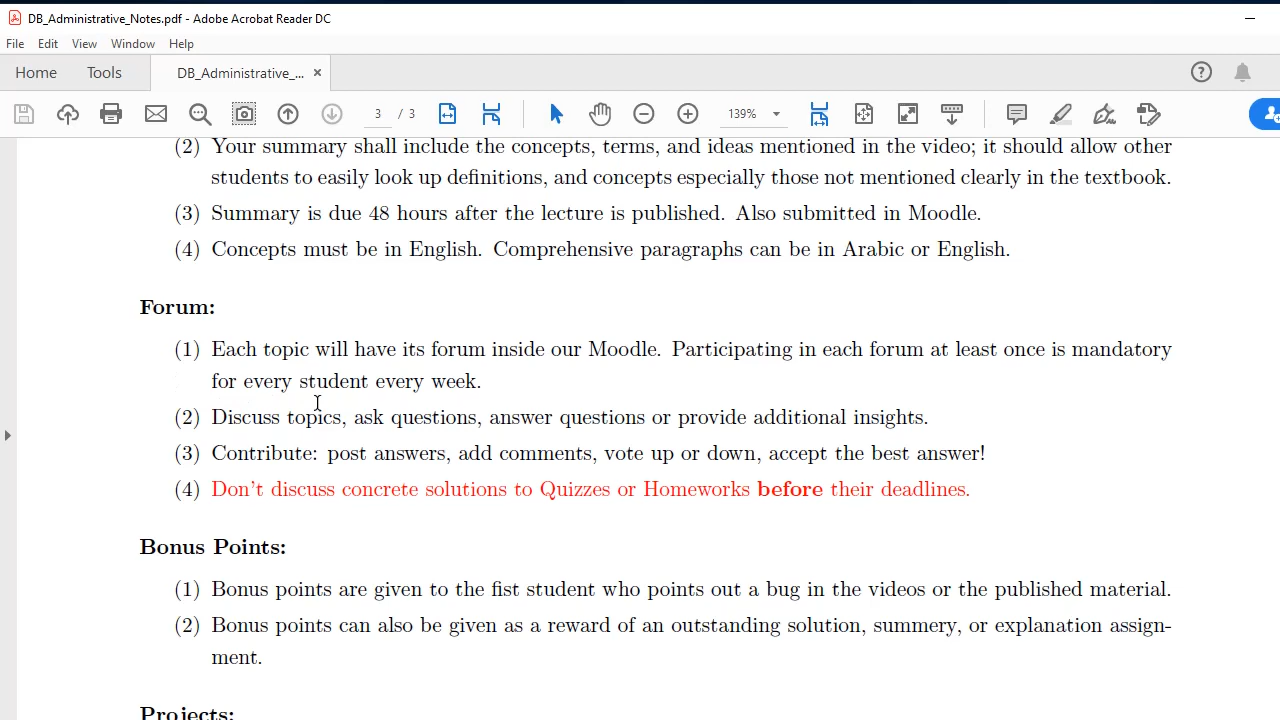 DB_Administrative_Notes.pdf - Adobe Acrobat Reader DC
File Edit View Window Help
Home Tools DB_Administrative_... ×
3 / 3 139%
(2) Your summary shall include the concepts, terms, and ideas mentioned in the video; it should allow other
students to easily look up definitions, and concepts especially those not mentioned clearly in the textbook.
(3) Summary is due 48 hours after the lecture is published. Also submitted in Moodle.
(4) Concepts must be in English. Comprehensive paragraphs can be in Arabic or English.
Forum:
(1) Each topic will have its forum inside our Moodle. Participating in each forum at least once is mandatory
for every student every week.
(2) Discuss topics, ask questions, answer questions or provide additional insights.
(3) Contribute: post answers, add comments, vote up or down, accept the best answer!
(4) Don't discuss concrete solutions to Quizzes or Homeworks before their deadlines.
Bonus Points:
(1) Bonus points are given to the fist student who points out a bug in the videos or the published material.
(2) Bonus points can also be given as a reward of an outstanding solution, summery, or explanation assign-
ment.
Projects: